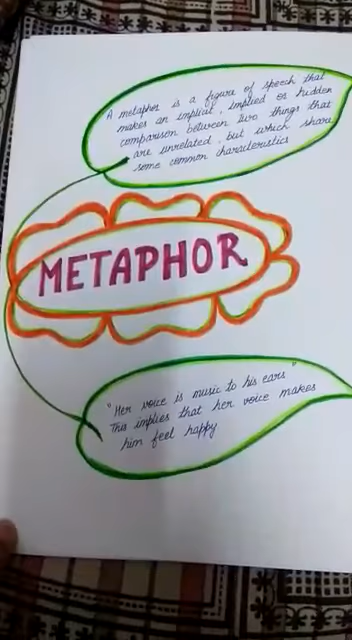 A metaphor is a figure of speech that
makes an implicit, implied or hidden
comparison between two things that
are unrelated, but which share
some common characteristics
METAPHOR
"Her voice is music to his ears"
This implies that her voice makes
him feel happy